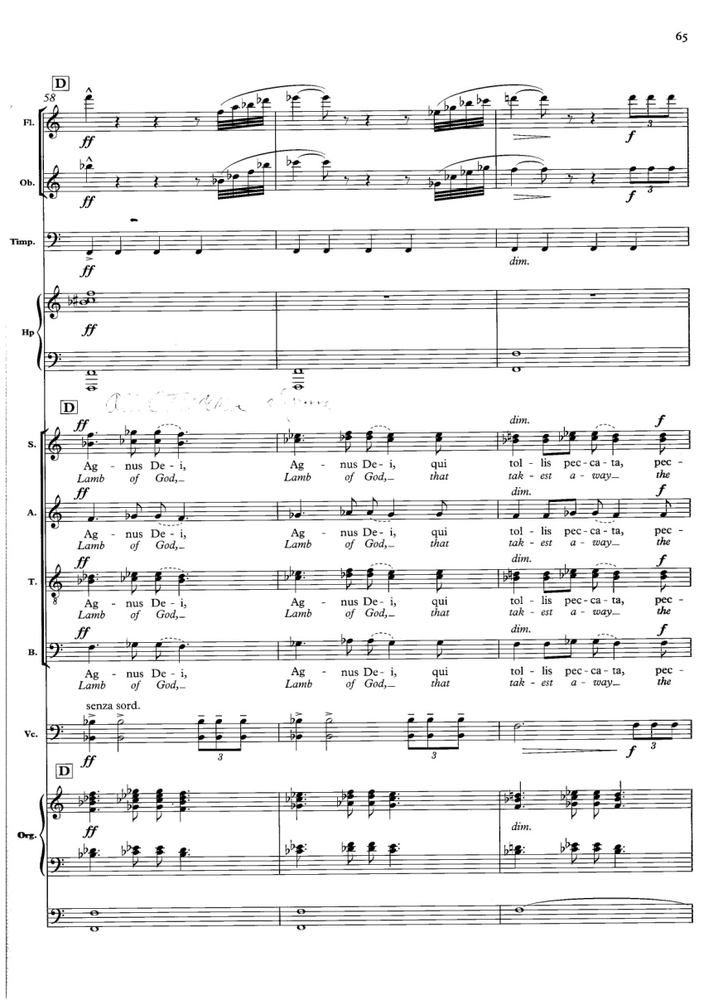 65
D
58
Fl.
ff
f
3
Ob.
ff
f
3
Timp.
ff
dim.
Hp
ff
D
ff
dim.
f
S.
Ag - nus De - i, Ag - nus De - i, qui tol - lis pec - ca - ta, pec -
Lamb of God, Lamb of God, that tak - est a - way the
ff
dim.
f
A.
Ag - nus De - i, Ag - nus De - i, qui tol - lis pec - ca - ta, pec -
Lamb of God, Lamb of God, that tak - est a - way the
ff
dim.
f
T.
8
Ag - nus De - i, Ag - nus De - i, qui tol - lis pec - ca - ta, pec -
Lamb of God, Lamb of God, that tak - est a - way the
ff
dim.
f
B.
Ag - nus De - i, Ag - nus De - i, qui tol - lis pec - ca - ta, pec -
Lamb of God, Lamb of God, that tak - est a - way the
senza sord.
Vc.
3 3 3
ff
f
D
Org.
ff
dim.